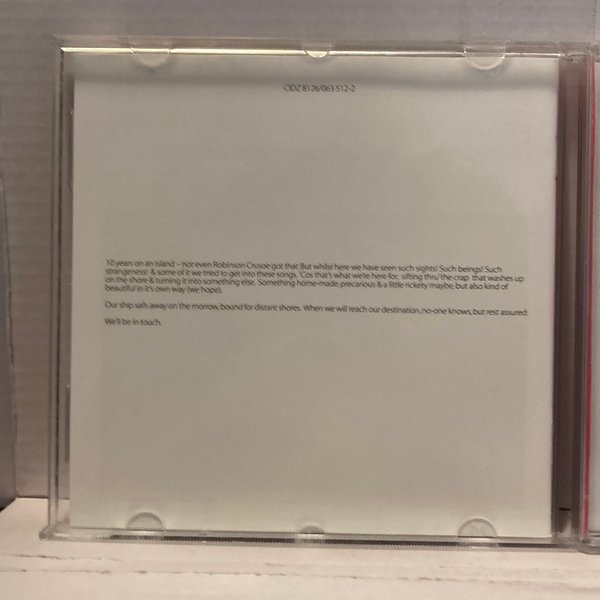 CIDZ 8126/063 512-2
10 years on an Island – not even Robinson Crusoe got that. But whilst here we have seen such sights! Such beings! Such
strangeness! & some of it we tried to get into these songs. 'Cos that's what we're here for; sifting thru' the crap that washes up
on the shore & turning it into something else. Something home-made, precarious & a little rickety maybe, but also kind of
beautiful in it's own way (we hope).
Our ship sails away on the morrow, bound for distant shores. When we will reach our destination, no-one knows, but rest assured:
We'll be in touch.